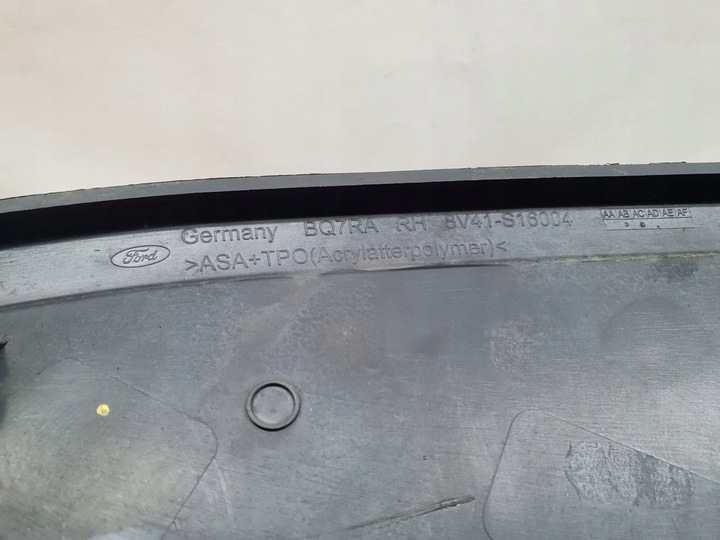 Ford Germany BQ7RA RH 8V41-S16004 AA AB AC AD AE AF
>ASA+TPO(Acrylatterpolymer)<